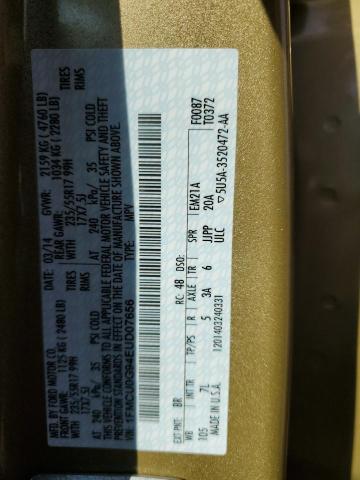 MFD. BY FORD MOTOR CO.
DATE: 03/14 GVWR: 2159 KG ( 4760 LB)
FRONT GAWR: 1125 KG (2480 LB) REAR GAWR: 1034 KG (2280 LB)
WITH 235/55R17 99H TIRES WITH 235/55R17 99H TIRES
17X7.5J RIMS 17X7.5J RIMS
AT 240 kPa/ 35 PSI COLD AT 240 kPa/ 35 PSI COLD
THIS VEHICLE CONFORMS TO ALL APPLICABLE FEDERAL MOTOR VEHICLE SAFETY AND THEFT
PREVENTION STANDARDS IN EFFECT ON THE DATE OF MANUFACTURE SHOWN ABOVE.
TYPE: MPV
F0087
T0372
EXT PNT: BR RC: 48 DSO: EM21A
WB INT TR TP/PS R AXLE TR SPR
105 7L 5 3A 6 JJPP 20A
ULC
MADE IN U.S.A. 1201403240331 ▽5U5A-3520472-AA